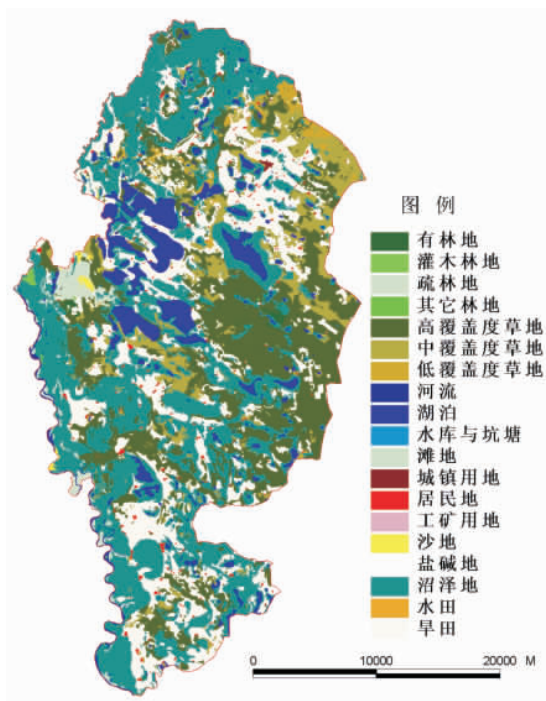 图 例
有林地
灌木林地
疏林地
其它林地
高覆盖度草地
中覆盖度草地
低覆盖度草地
河流
湖泊
水库与坑塘
滩地
城镇用地
居民地
工矿用地
沙地
盐碱地
沼泽地
水田
旱田
0 10000 20000 M